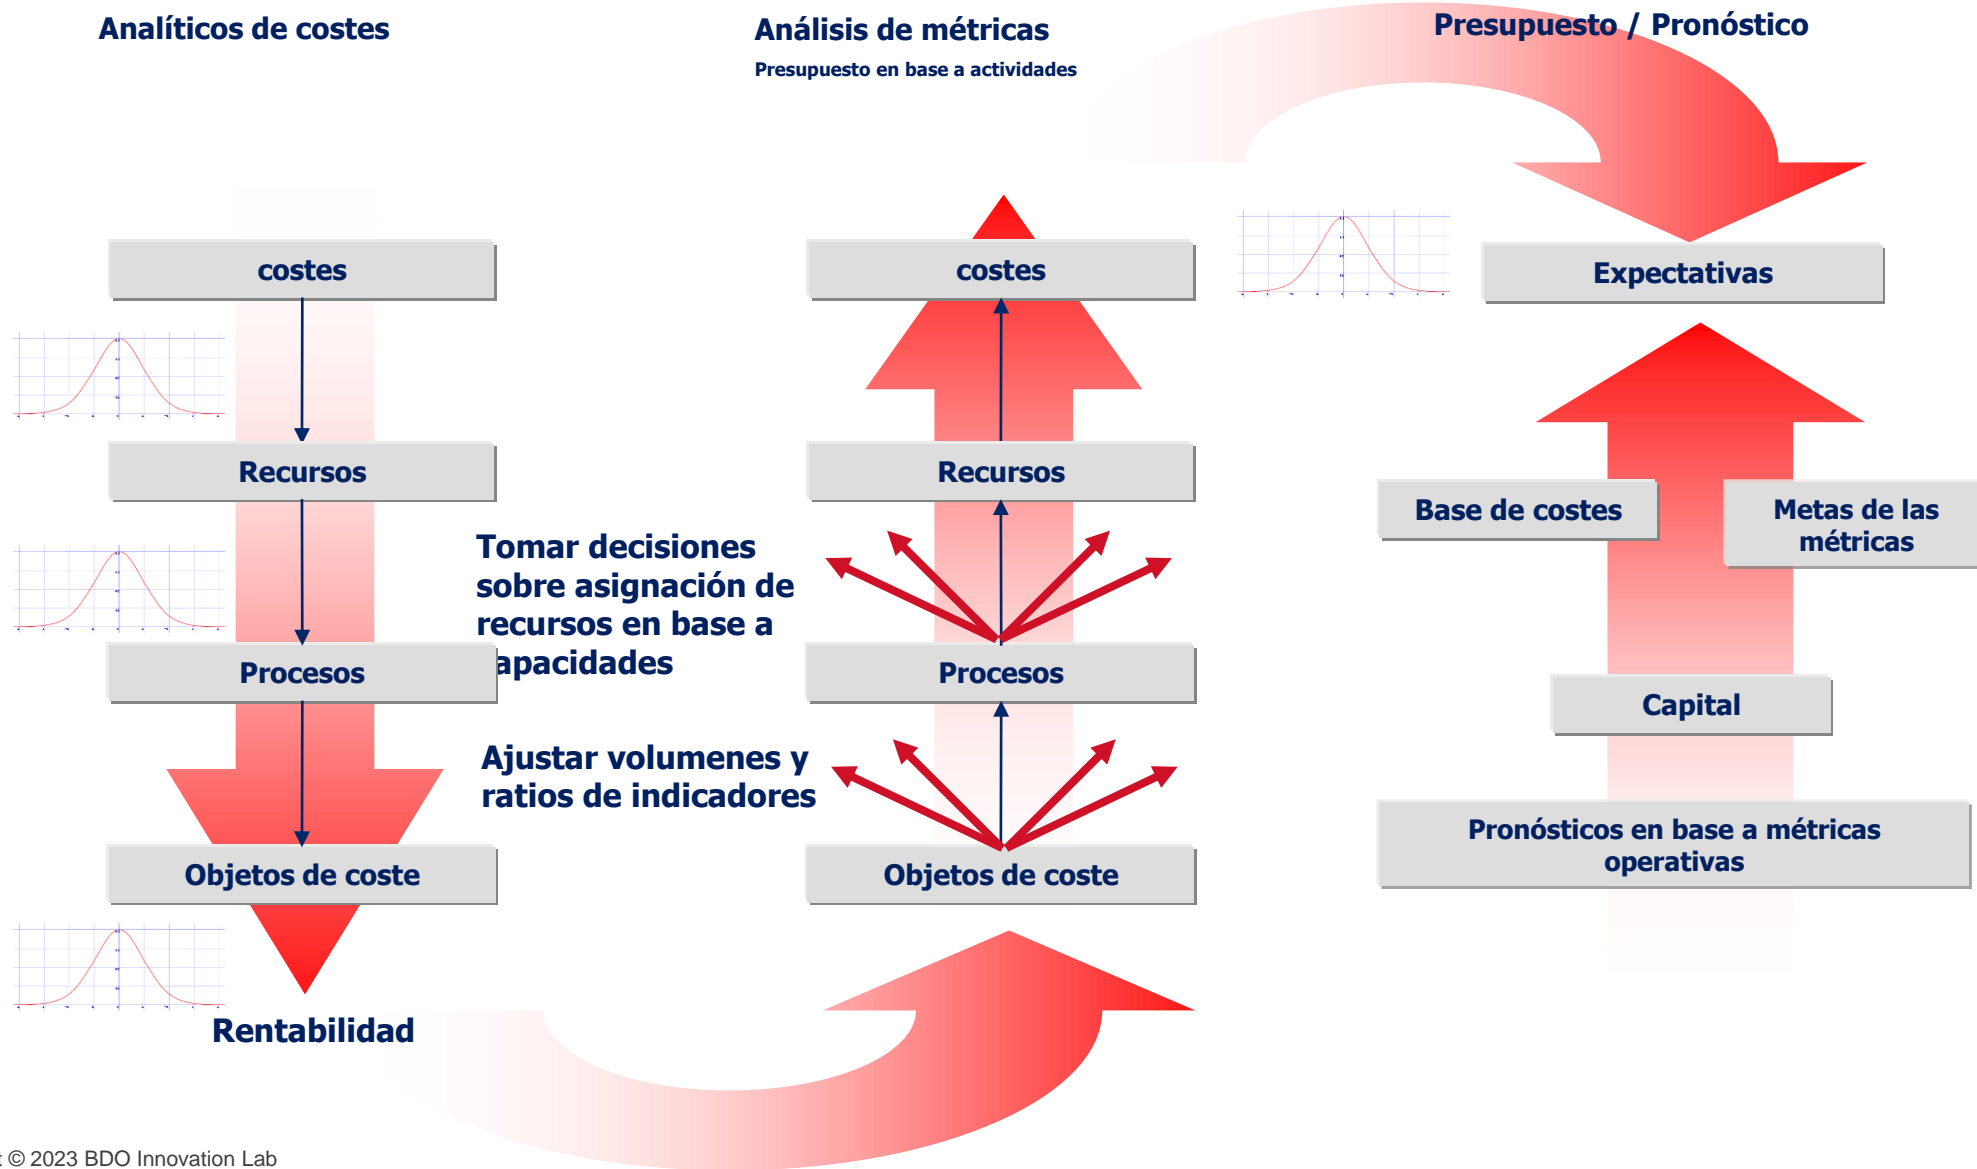 Analíticos de costes
Análisis de métricas
Presupuesto en base a actividades
Presupuesto / Pronóstico
costes
Recursos
Procesos
Objetos de coste
Rentabilidad
Tomar decisiones
sobre asignación de
recursos en base a
apacidades
Ajustar volumenes y
ratios de indicadores
costes
Recursos
Procesos
Objetos de coste
Expectativas
Base de costes
Metas de las
métricas
Capital
Pronósticos en base a métricas
operativas
© 2023 BDO Innovation Lab